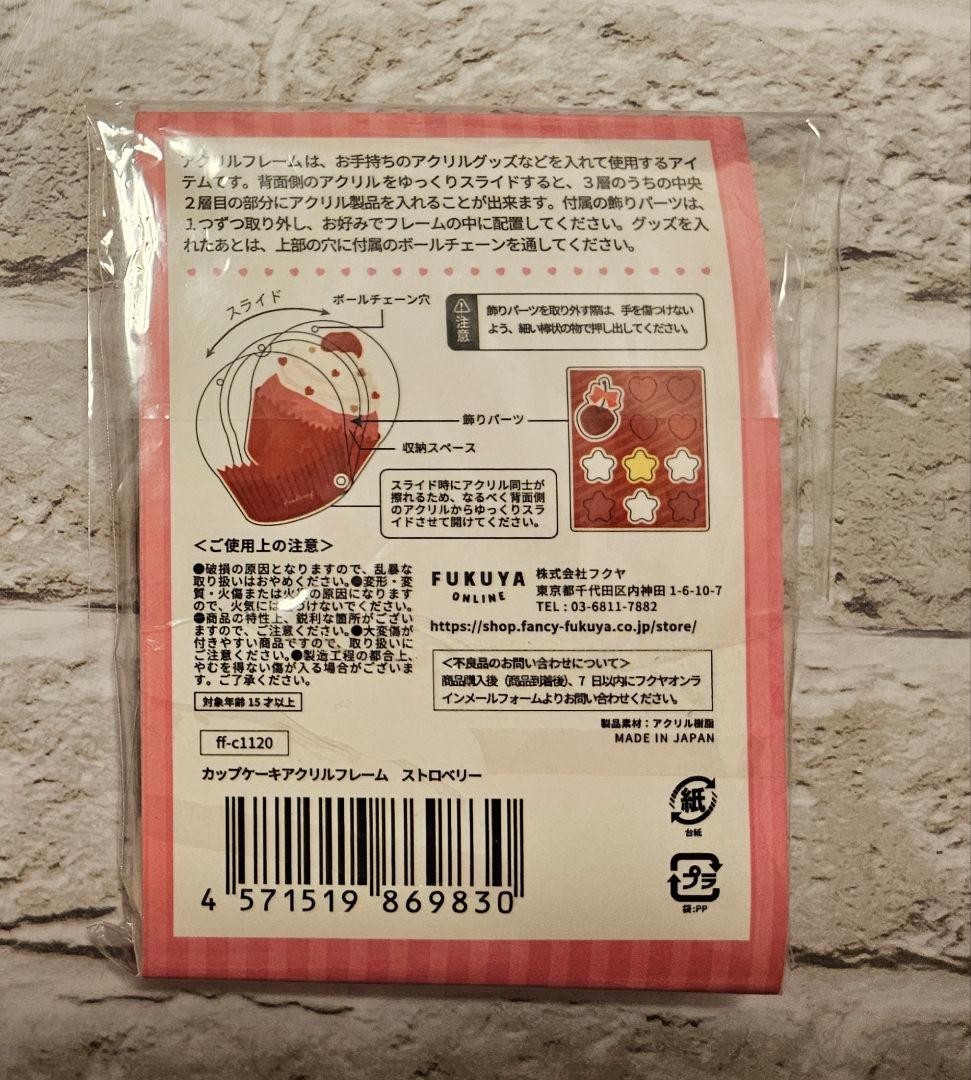 アクリルフレームは、お手持ちのアクリルグッズなどを入れて使用するアイ
テムです。背面側のアクリルをゆっくりスライドすると、3層のうちの中央
2層目の部分にアクリル製品を入れることが出来ます。付属の飾りパーツは、
1つずつ取り外し、お好みでフレームの中に配置してください。グッズを入
れたあとは、上部の穴に付属のボールチェーンを通してください。
スライド
ボールチェーン穴
注意
飾りパーツを取り外す際は、手を傷つけない
よう、細い棒状の物で押し出してください。
飾りパーツ
収納スペース
スライド時にアクリル同士が
擦れるため、なるべく背面側
のアクリルからゆっくりスラ
イドさせて開けてください。
＜ご使用上の注意＞
●破損の原因となりますので、乱暴な
取り扱いはおやめください。●変形・変
質・火傷または火災の原因になります
ので、火気には近づけないでください。
●商品の特性上、鋭利な箇所がござい
ますので、ご注意ください。●大変傷が
付きやすい商品ですので、取り扱いに
ご注意ください。●製造工程の都合上、
やむを得ない傷が入る場合がございま
す。ご了承ください。
対象年齢15才以上
FUKUYA
ONLINE
株式会社フクヤ
東京都千代田区内神田 1-6-10-7
TEL : 03-6811-7882
https://shop.fancy-fukuya.co.jp/store/
＜不良品のお問い合わせについて＞
商品購入後（商品到着後）、7 日以内にフクヤオンラ
インメールフォームよりお問い合わせください。
製品素材：アクリル樹脂
MADE IN JAPAN
ff-c1120
カップケーキアクリルフレーム ストロベリー
4 571519 869830
紙
台紙
プラ
袋:PP